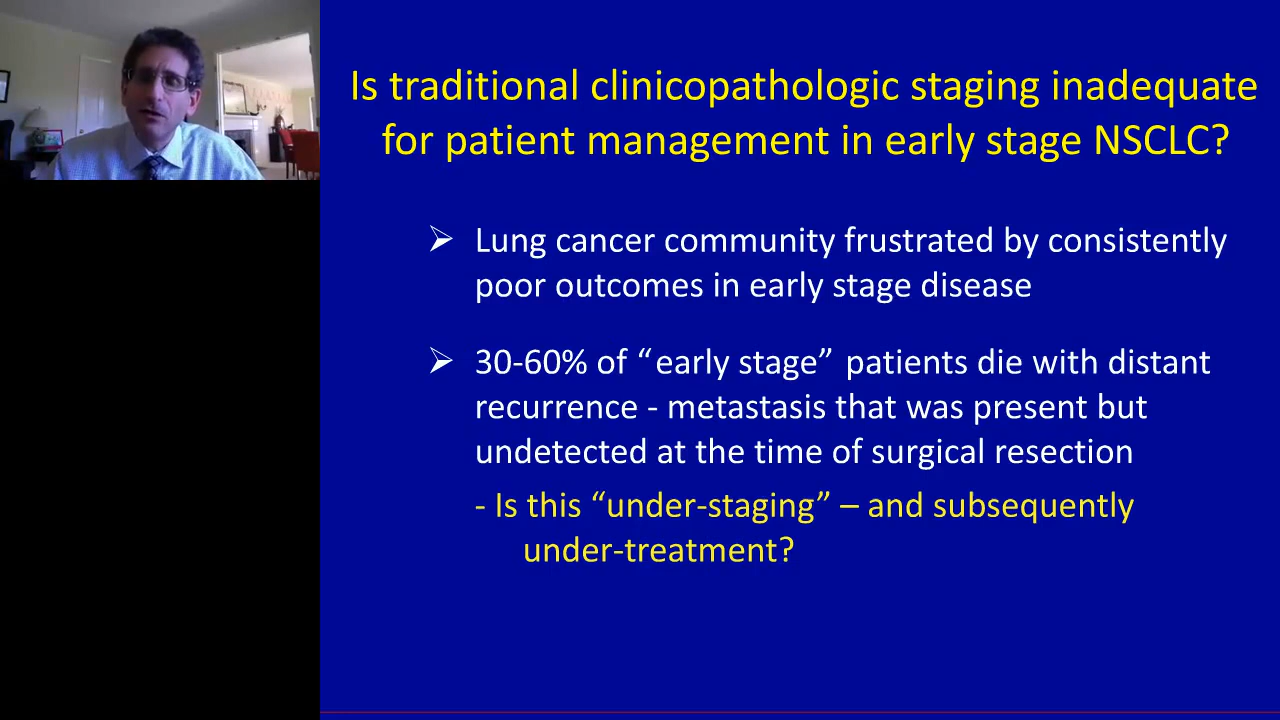 Is traditional clinicopathologic staging inadequate
for patient management in early stage NSCLC?
➢ Lung cancer community frustrated by consistently
poor outcomes in early stage disease
➢ 30-60% of “early stage” patients die with distant
recurrence - metastasis that was present but
undetected at the time of surgical resection
- Is this “under-staging” – and subsequently
under-treatment?